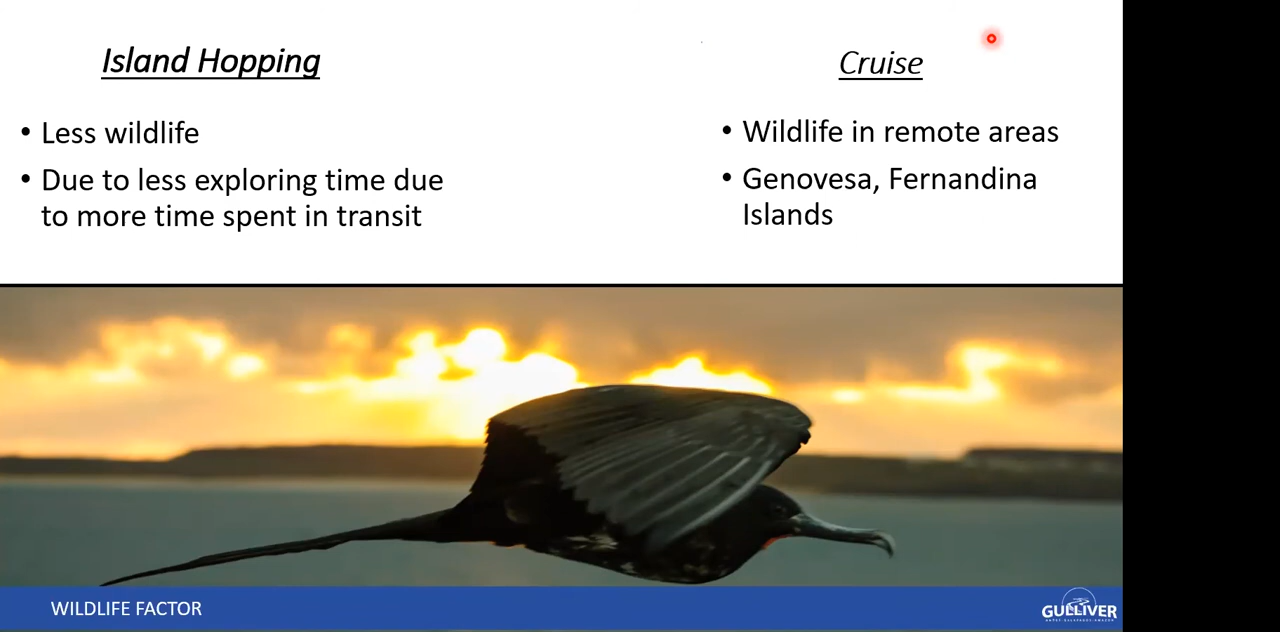 Island Hopping
• Less wildlife
• Due to less exploring time due
to more time spent in transit
Cruise
• Wildlife in remote areas
• Genovesa, Fernandina
Islands
WILDLIFE FACTOR
GULLIVER